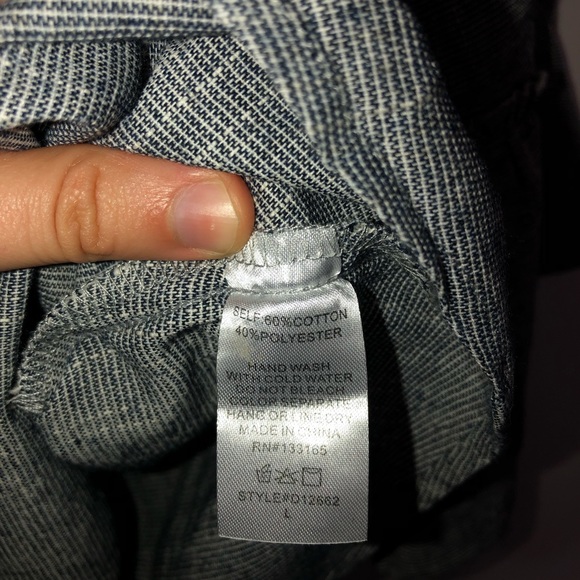 SELF:60%COTTON
40%POLYESTER
HAND WASH
WITH COLD WATER
DO NOT BLEACH
COLOR SEPARATE
HANG OR LINE DRY
MADE IN CHINA
RN#133165
STYLE#D12662
L